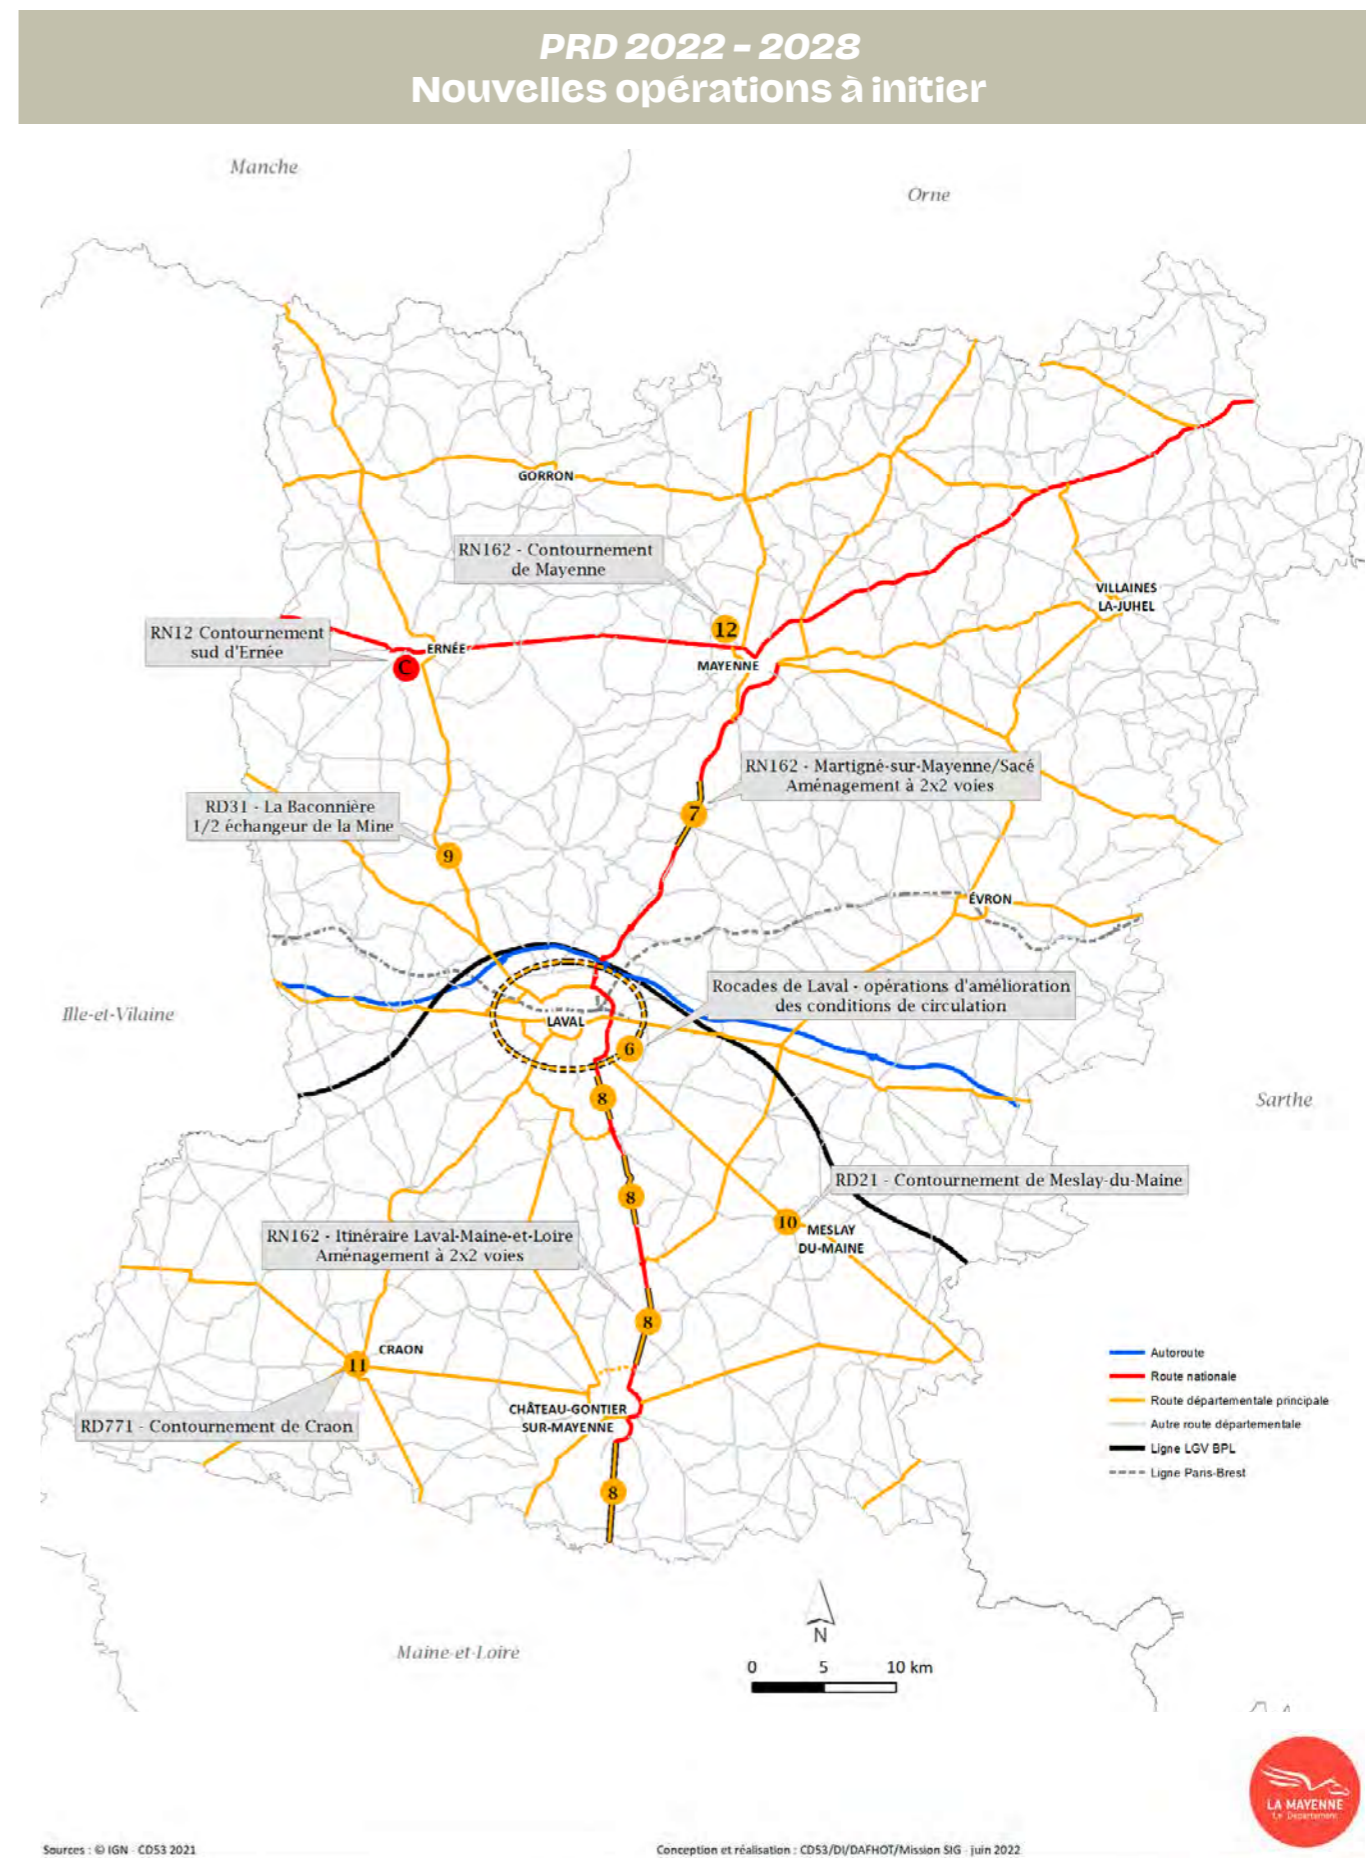 PRD 2022 - 2028
Nouvelles opérations à initier
Manche
Orne
GORRON
RN162 - Contournement
de Mayenne
VILLAINES
LA-JUHEL
12
RN12 Contournement
sud d'Ernée
ERNÉE
C
MAYENNE
RN162 - Martigné-sur-Mayenne/Sacé
Aménagement à 2x2 voies
RD31 - La Baconnière
1/2 échangeur de la Mine
7
9
ÉVRON
Rocades de Laval - opérations d'amélioration
des conditions de circulation
Ille-et-Vilaine
LAVAL
6
8
Sarthe
RD21 - Contournement de Meslay-du-Maine
8
10
MESLAY
DU-MAINE
RN162 - Itinéraire Laval-Maine-et-Loire
Aménagement à 2x2 voies
8
CRAON
11
Autoroute
Route nationale
Route départementale principale
Autre route départementale
Ligne LGV BPL
Ligne Paris-Brest
CHÂTEAU-GONTIER
SUR-MAYENNE
RD771 - Contournement de Craon
8
N
Maine-et-Loire
0 5 10 km
LA MAYENNE
Le Département
Sources : © IGN - CD53 2021
Conception et réalisation : CD53/DI/DAFHOT/Mission SIG - juin 2022